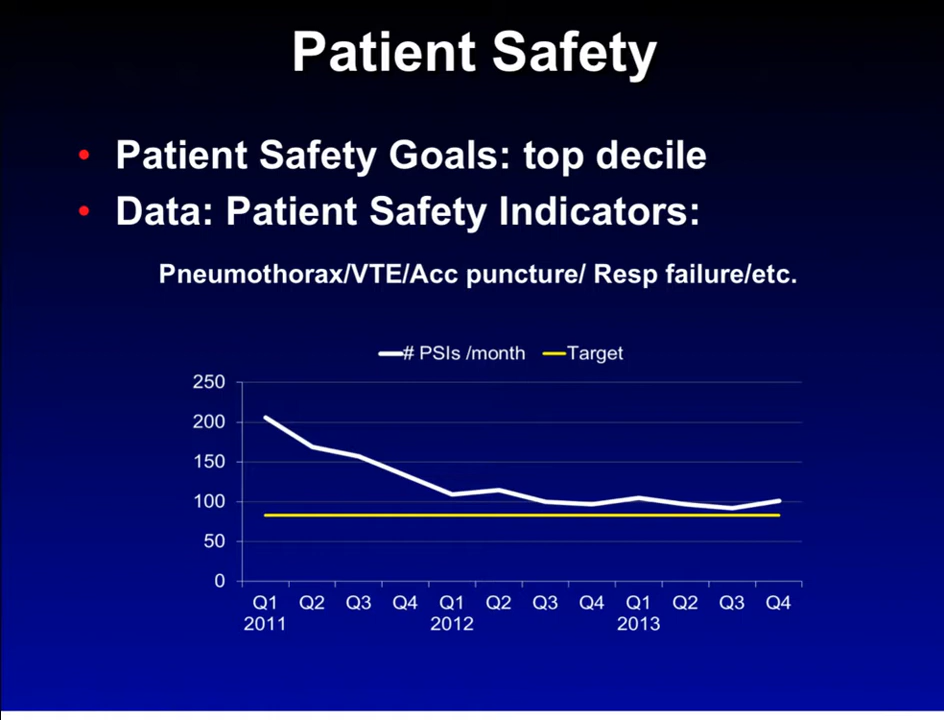 Patient Safety
• Patient Safety Goals: top decile
• Data: Patient Safety Indicators:
Pneumothorax/VTE/Acc puncture/ Resp failure/etc.
# PSIs /month Target
250
200
150
100
50
0
Q1 Q2 Q3 Q4 Q1 Q2 Q3 Q4 Q1 Q2 Q3 Q4
2011 2012 2013